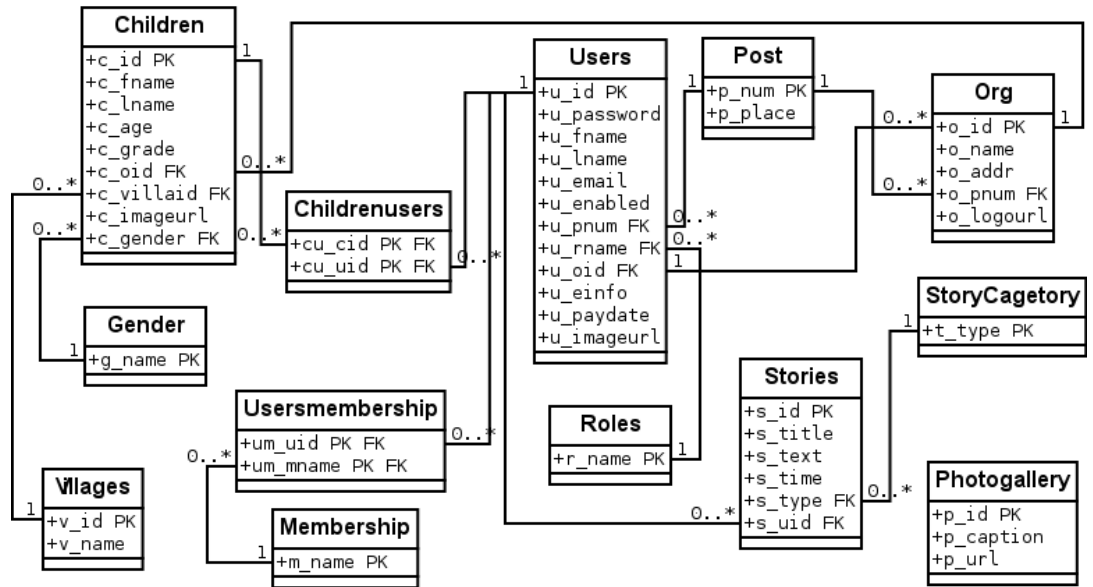 Children
+c_id PK
+c_fname
+c_lname
+c_age
+c_grade
+c_oid FK
+c_villaid FK
+c_imageurl
+c_gender FK
1
0..*
0..*
0..*
Childrenusers
+cu_cid PK FK
+cu_uid PK FK
0..*
0..*
Users
+u_id PK
+u_password
+u_fname
+u_lname
+u_email
+u_enabled
+u_pnum FK
+u_rname FK
+u_oid FK
+u_einfo
+u_paydate
+u_imageurl
1
0..*
0..*
1
Post
+p_num PK
+p_place
1
1
Org
+o_id PK
+o_name
+o_addr
+o_pnum FK
+o_logourl
0..*
1
0..*
Gender
+g_name PK
1
StoryCagetory
+t_type PK
1
Usersmembership
+um_uid PK FK
+um_mname PK FK
0..*
0..*
Roles
+r_name PK
1
Stories
+s_id PK
+s_title
+s_text
+s_time
+s_type FK
+s_uid FK
0..*
0..*
Villages
+v_id PK
+v_name
1
Membership
+m_name PK
1
Photogallery
+p_id PK
+p_caption
+p_url